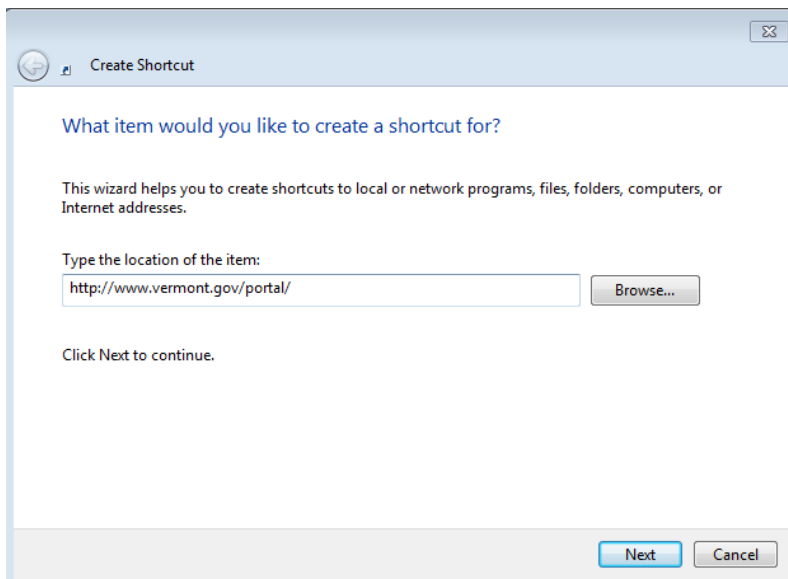 Create Shortcut
What item would you like to create a shortcut for?
This wizard helps you to create shortcuts to local or network programs, files, folders, computers, or
Internet addresses.
Type the location of the item:
http://www.vermont.gov/portal/
Browse...
Click Next to continue.
Next
Cancel